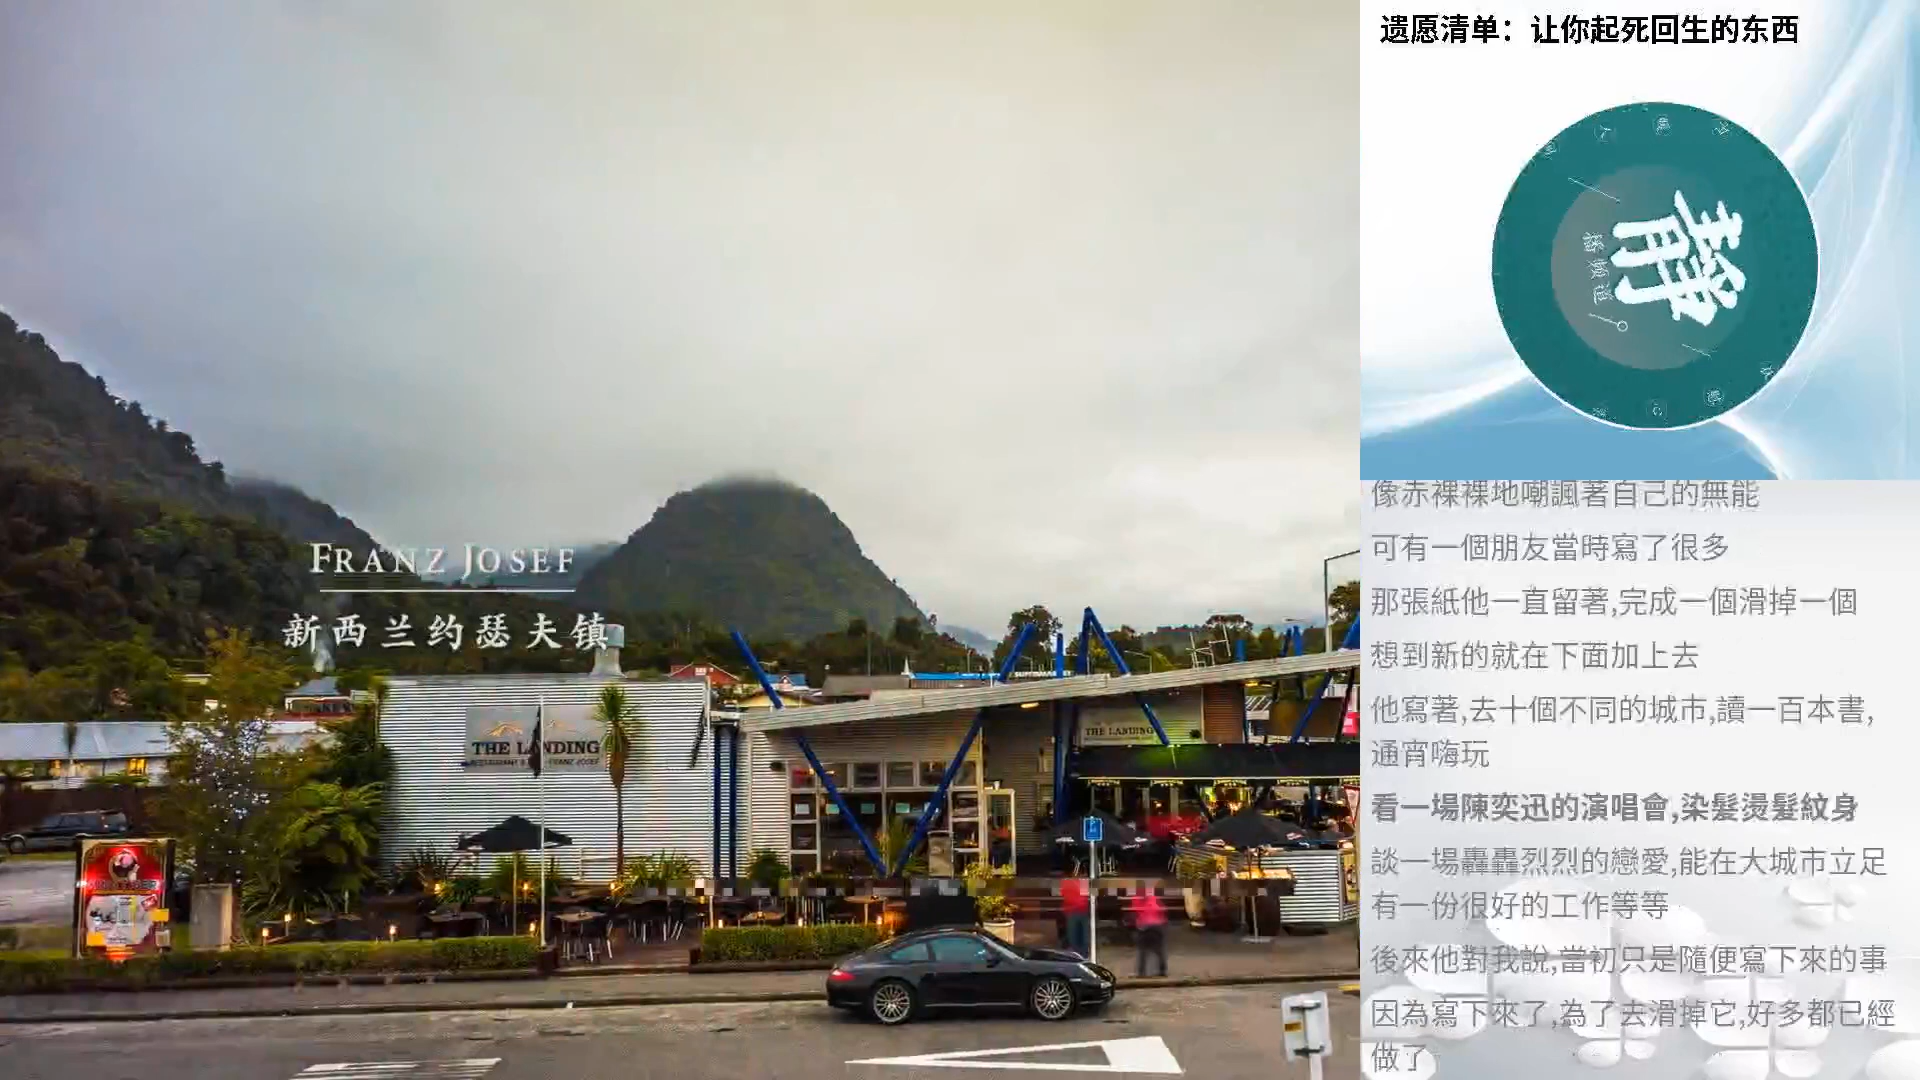 FRANZ JOSEF
新西兰约瑟夫镇
THE LANDING
THE LANDING
遗愿清单：让你起死回生的东西
靜
播頻道
像赤裸裸地嘲諷著自己的無能
可有一個朋友當時寫了很多
那張紙他一直留著,完成一個滑掉一個
想到新的就在下面加上去
他寫著,去十個不同的城市,讀一百本書,
通宵嗨玩
看一場陳奕迅的演唱會,染髮燙髮紋身
談一場轟轟烈烈的戀愛,能在大城市立足
有一份很好的工作等等
後來他對我說,當初只是隨便寫下來的事
因為寫下來了,為了去滑掉它,好多都已經
做了